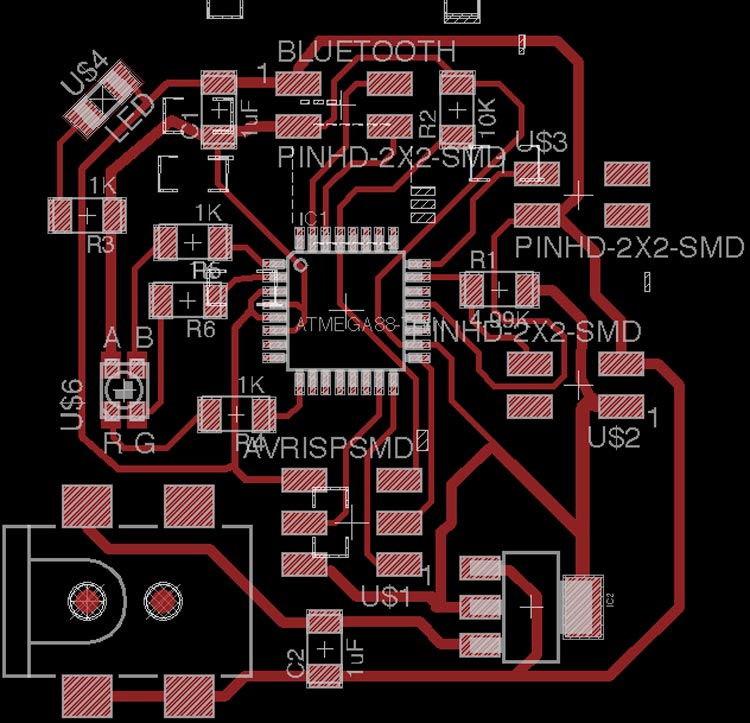 BLUETOOTH
1
U$4
LED
C1
1uF
R2
10K
U$3
PINHD-2X2-SMD
1K
R3
1K
IC1
PINHD-2X2-SMD
R6
R1
4.99K
ATMEGA88-
PINHD-2X2-SMD
A B
U$6
1K
R4
R G
AVRISPSMD
1
U$2
1
U$1
IC2
C2
1uF